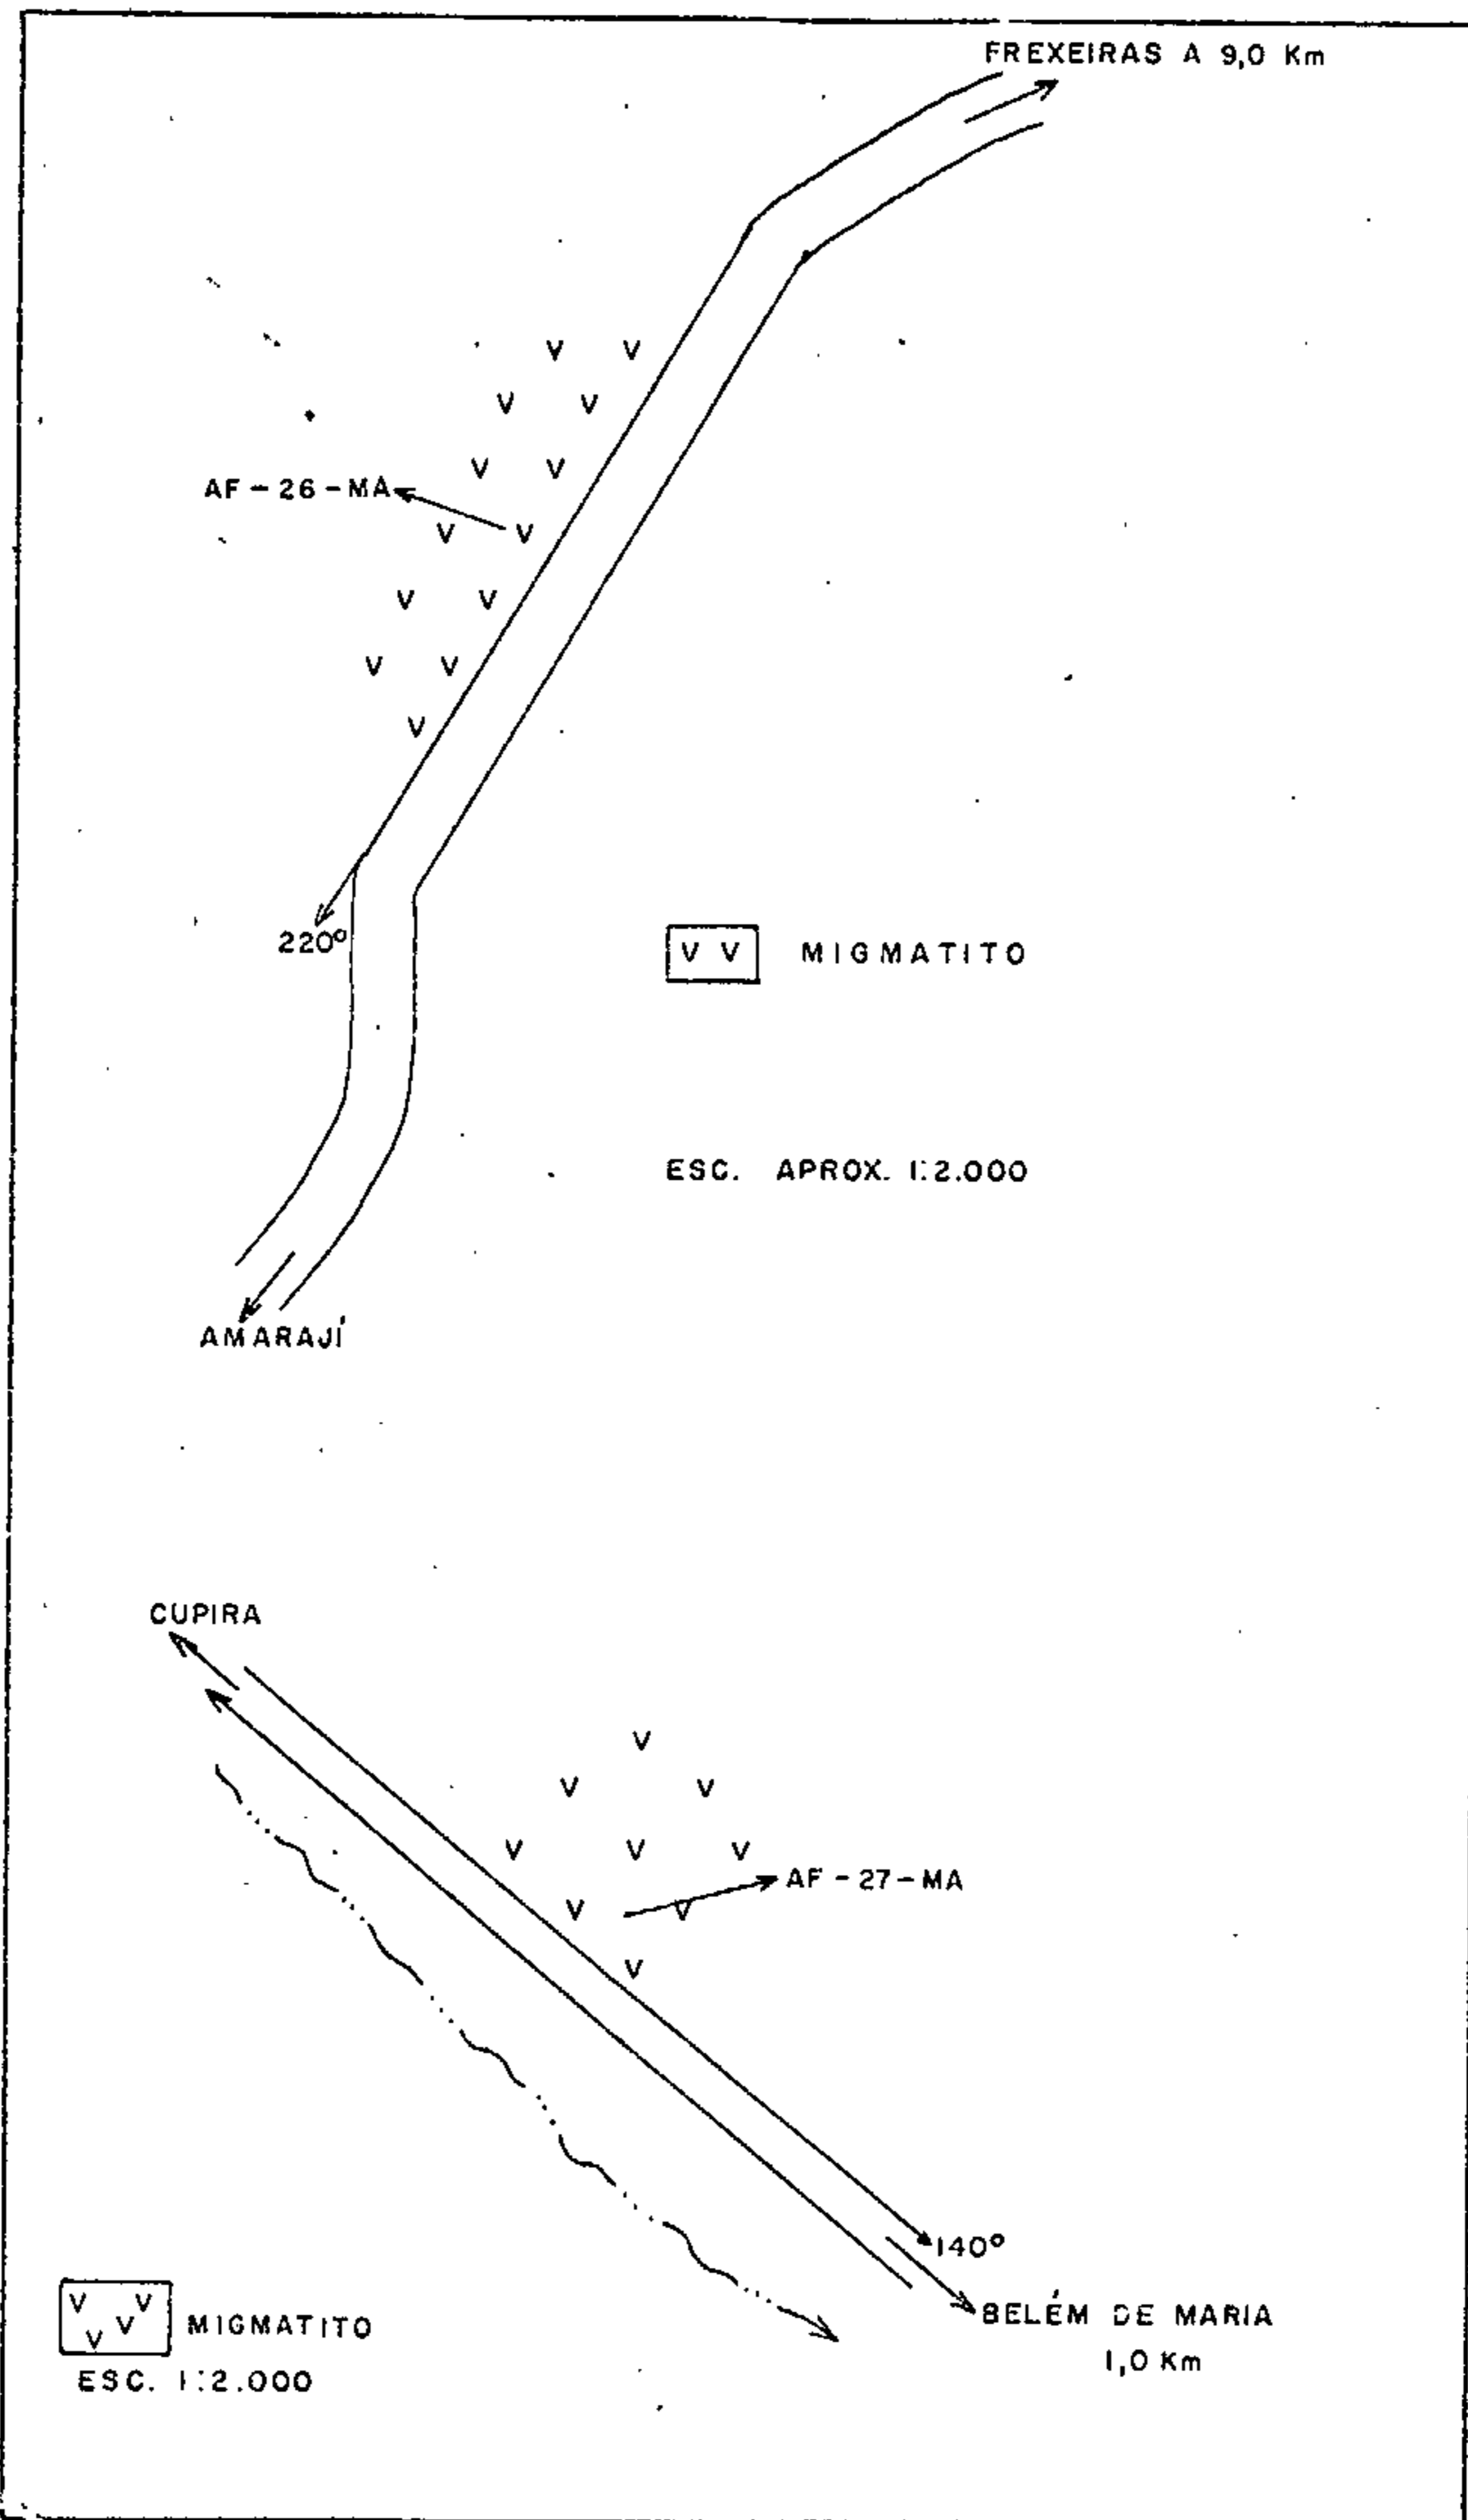 FREXEIRAS A 9,0 Km
V V
V V
V V
AF-26-MA
V V
V V
V V
V
220°
V V MIGMATITO
ESC. APROX. 1:2.000
AMARAJÍ
CUPIRA
V
V V
V V V
AF-27-MA
V V
V
140°
BELÉM DE MARIA
1,0 Km
V V
V V
MIGMATITO
ESC. 1:2.000